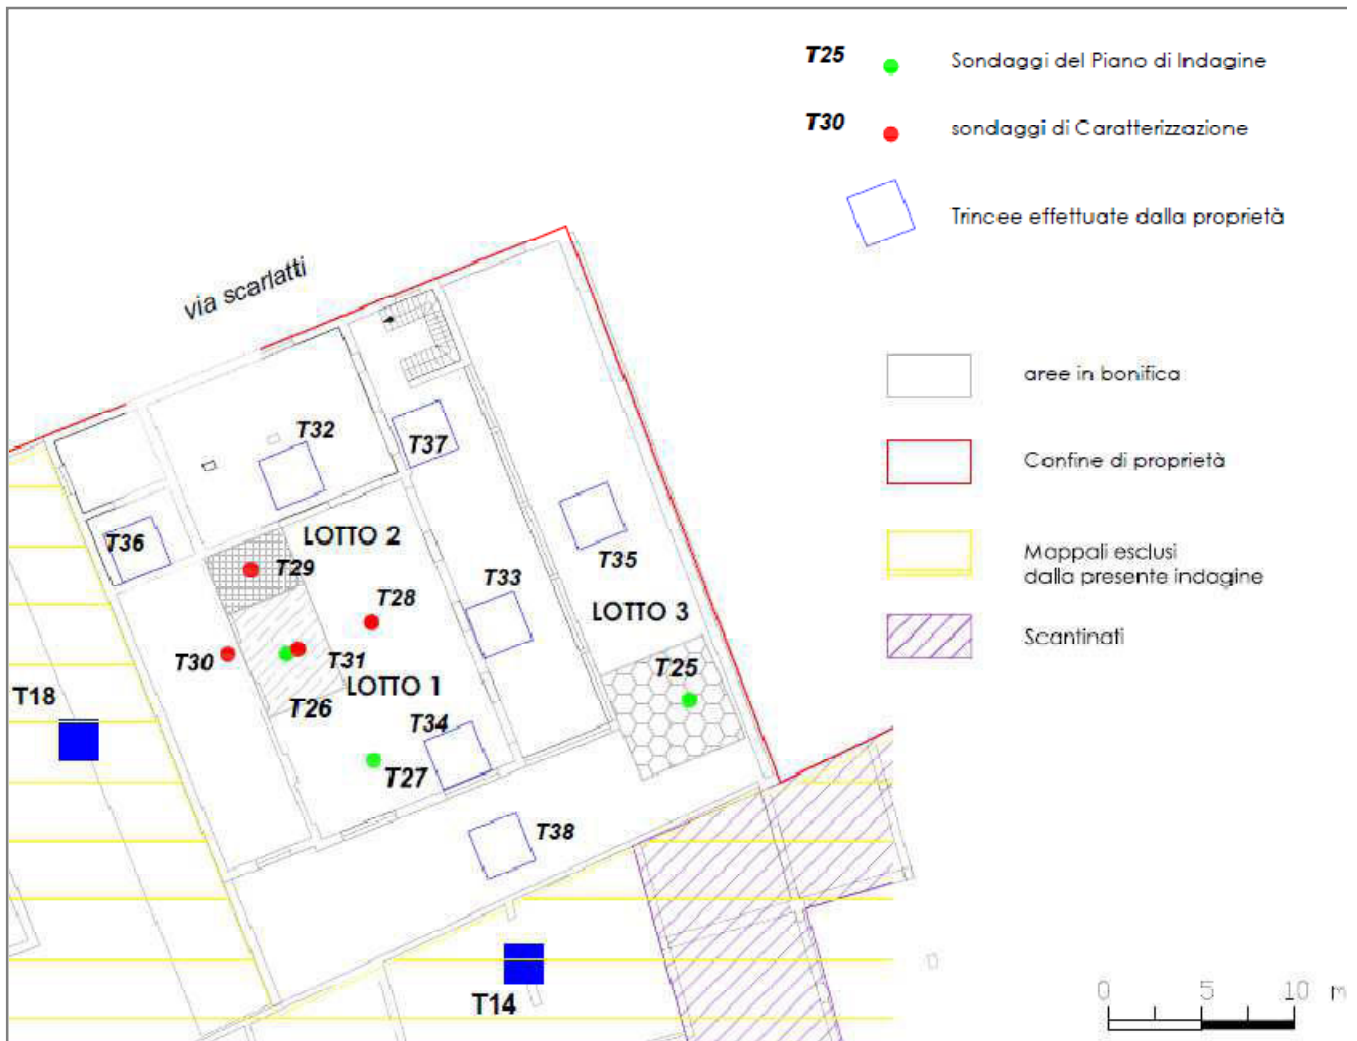 T25
Sondaggi del Piano di Indagine
T30
sondaggi di Caratterizzazione
Trincee effettuate dalla proprietà
via scarlatti
aree in bonifica
T32
T37
Confine di proprietà
T36
LOTTO 2
T35
Mappali esclusi
dalla presente indagine
T29
T33
T28
LOTTO 3
Scantinati
T30
T31
T25
T18
LOTTO 1
T26
T34
T27
T38
T14
0 5 10 m